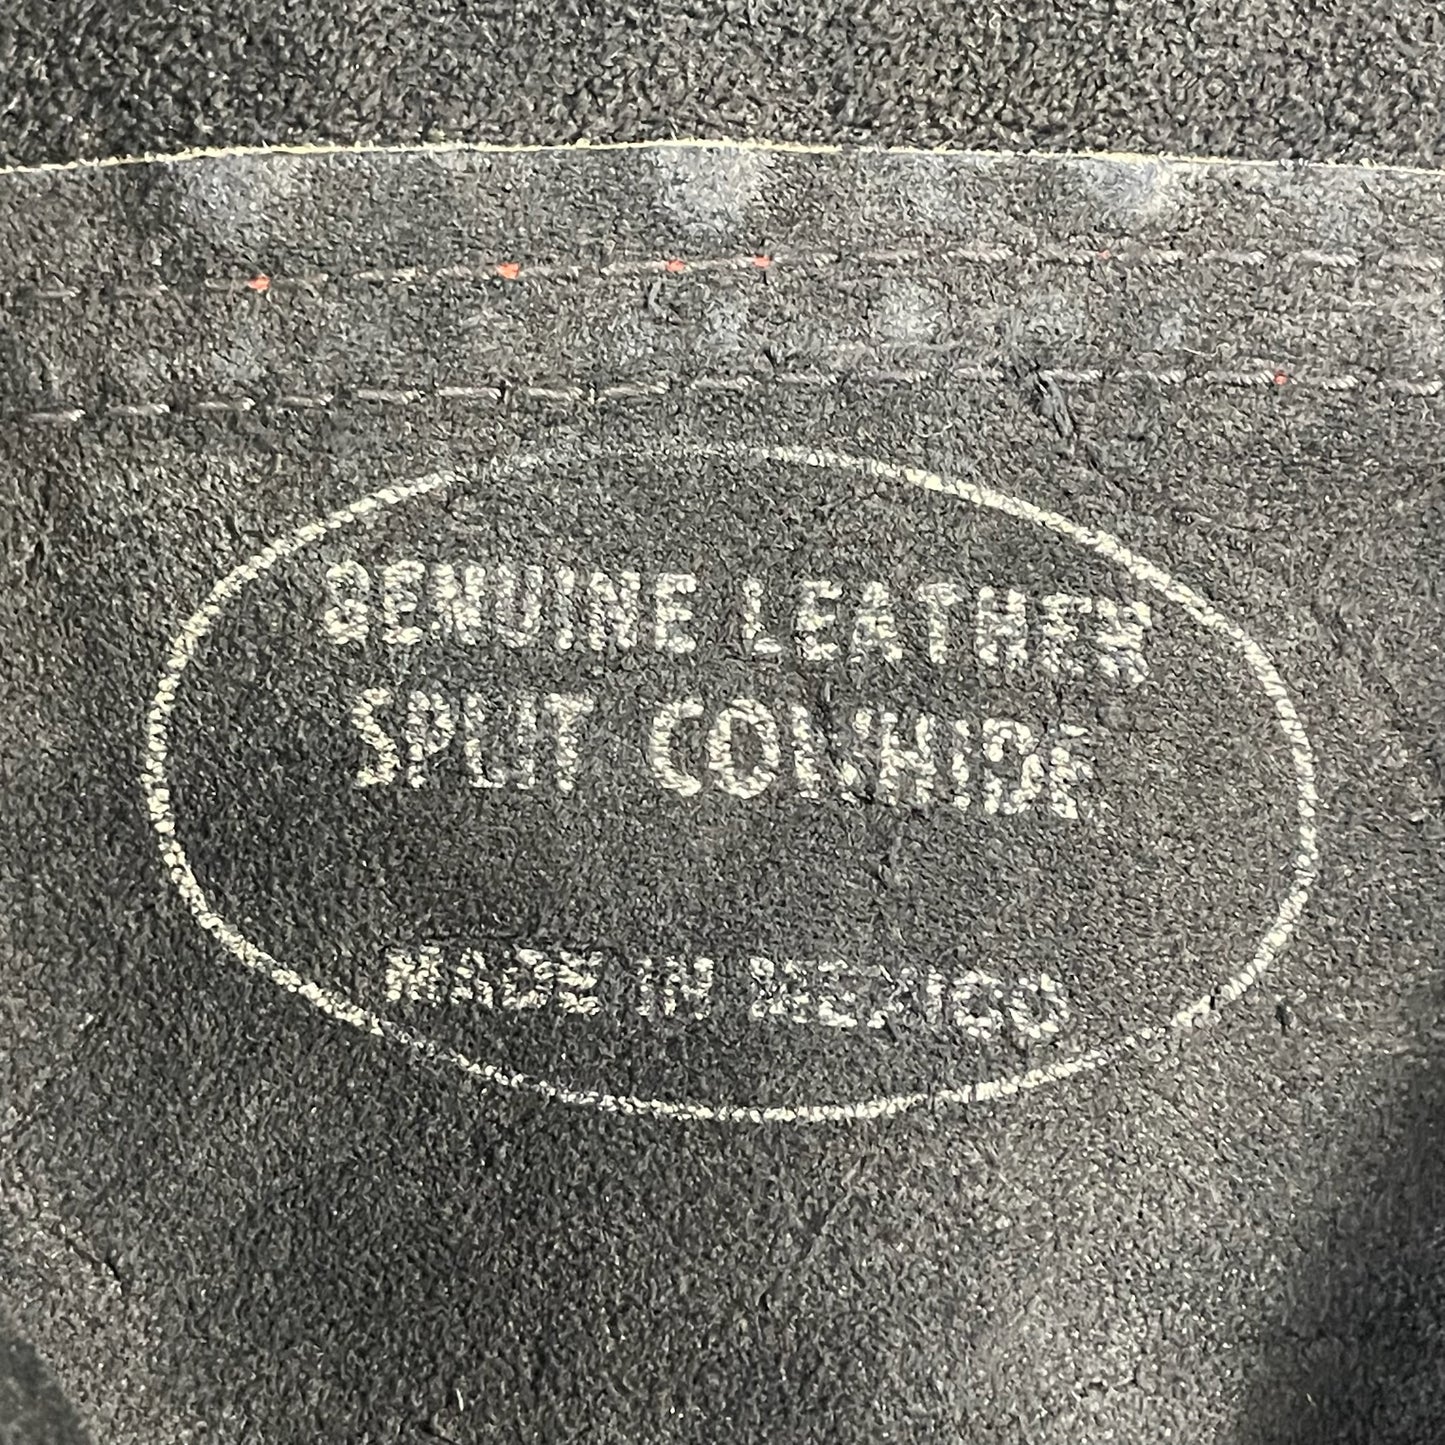 GENUINE LEATHER
SPLIT COWHIDE
MADE IN MEXICO